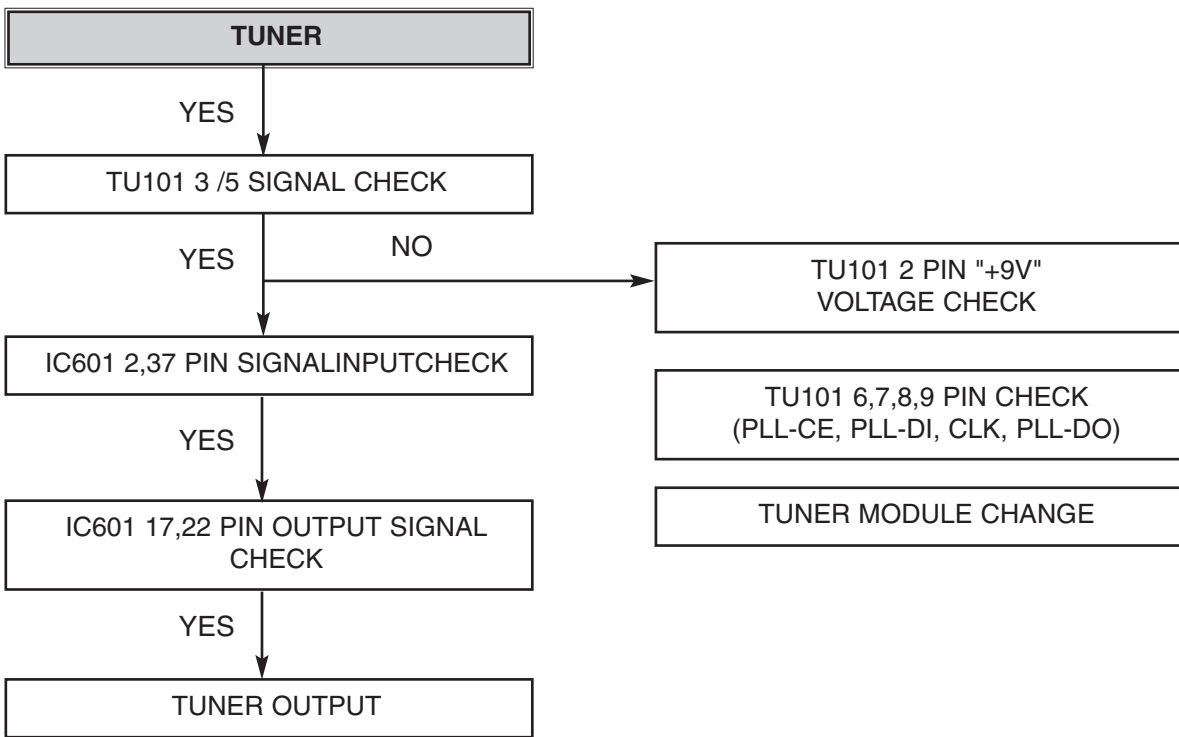 TUNER
YES
TU101 3 /5 SIGNAL CHECK
YES
NO
TU101 2 PIN "+9V"
VOLTAGE CHECK
IC601 2,37 PIN SIGNALINPUTCHECK
TU101 6,7,8,9 PIN CHECK
(PLL-CE, PLL-DI, CLK, PLL-DO)
YES
IC601 17,22 PIN OUTPUT SIGNAL
CHECK
TUNER MODULE CHANGE
YES
TUNER OUTPUT